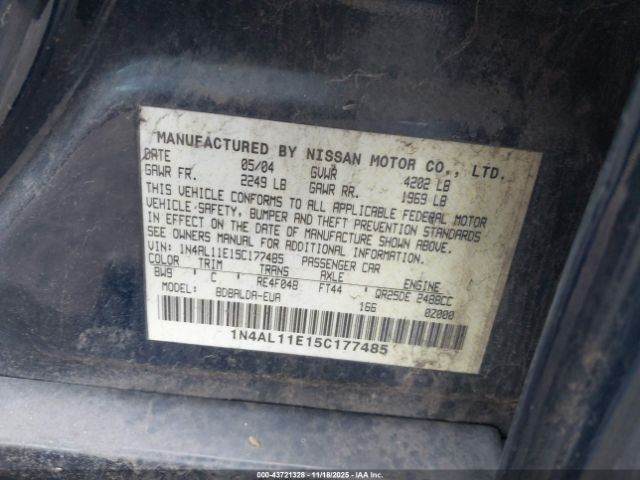 MANUFACTURED BY NISSAN MOTOR CO., LTD.
DATE 05/04 GVWR 4202 LB
GAWR FR. 2249 LB GAWR RR. 1969 LB
THIS VEHICLE CONFORMS TO ALL APPLICABLE FEDERAL MOTOR
VEHICLE SAFETY, BUMPER AND THEFT PREVENTION STANDARDS
IN EFFECT ON THE DATE OF MANUFACTURE SHOWN ABOVE.
SEE OWNERS MANUAL FOR ADDITIONAL INFORMATION.
VIN: 1N4AL11E15C177485 PASSENGER CAR
COLOR TRIM TRANS AXLE ENGINE
BW9 C RE4F04B FT44 QR25DE 2488CC
MODEL: BDBALDA-EUA 166 0Z000
1N4AL11E15C177485
000-43721328 - 11/18/2025 - IAAI.com